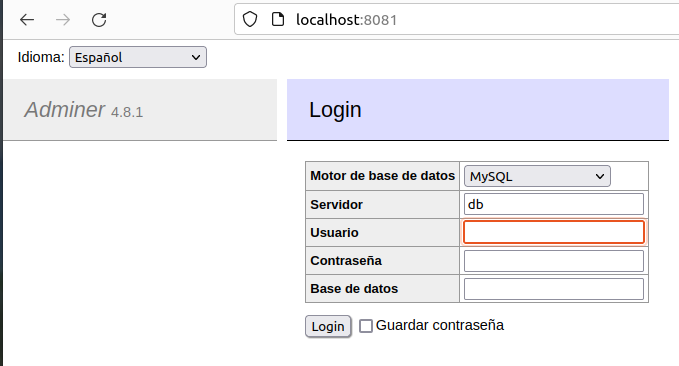 localhost:8081
Idioma: Español
Adminer 4.8.1
Login
Motor de base de datos MySQL
Servidor db
Usuario
Contraseña
Base de datos
Login Guardar contraseña